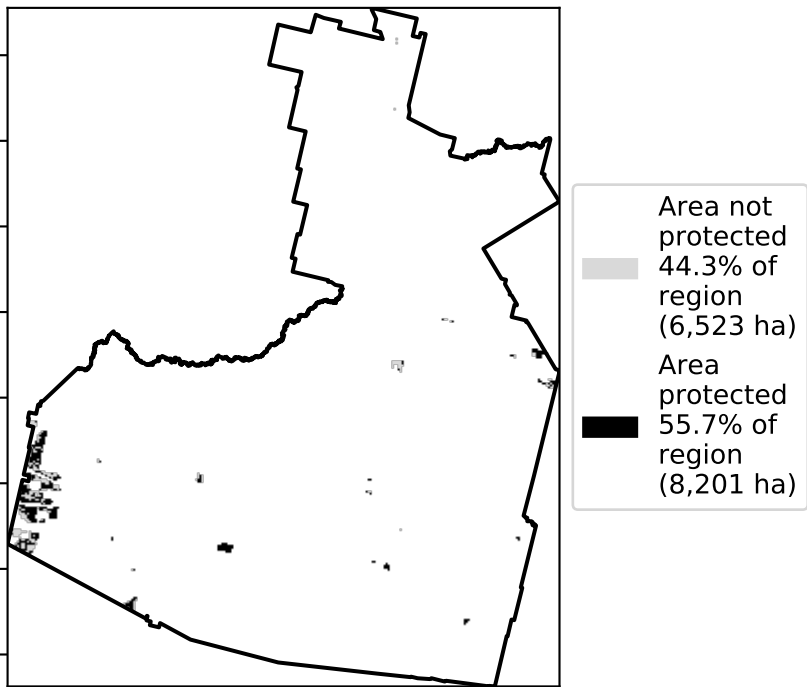 Area not
protected
44.3% of
region
(6,523 ha)
Area
protected
55.7% of
region
(8,201 ha)